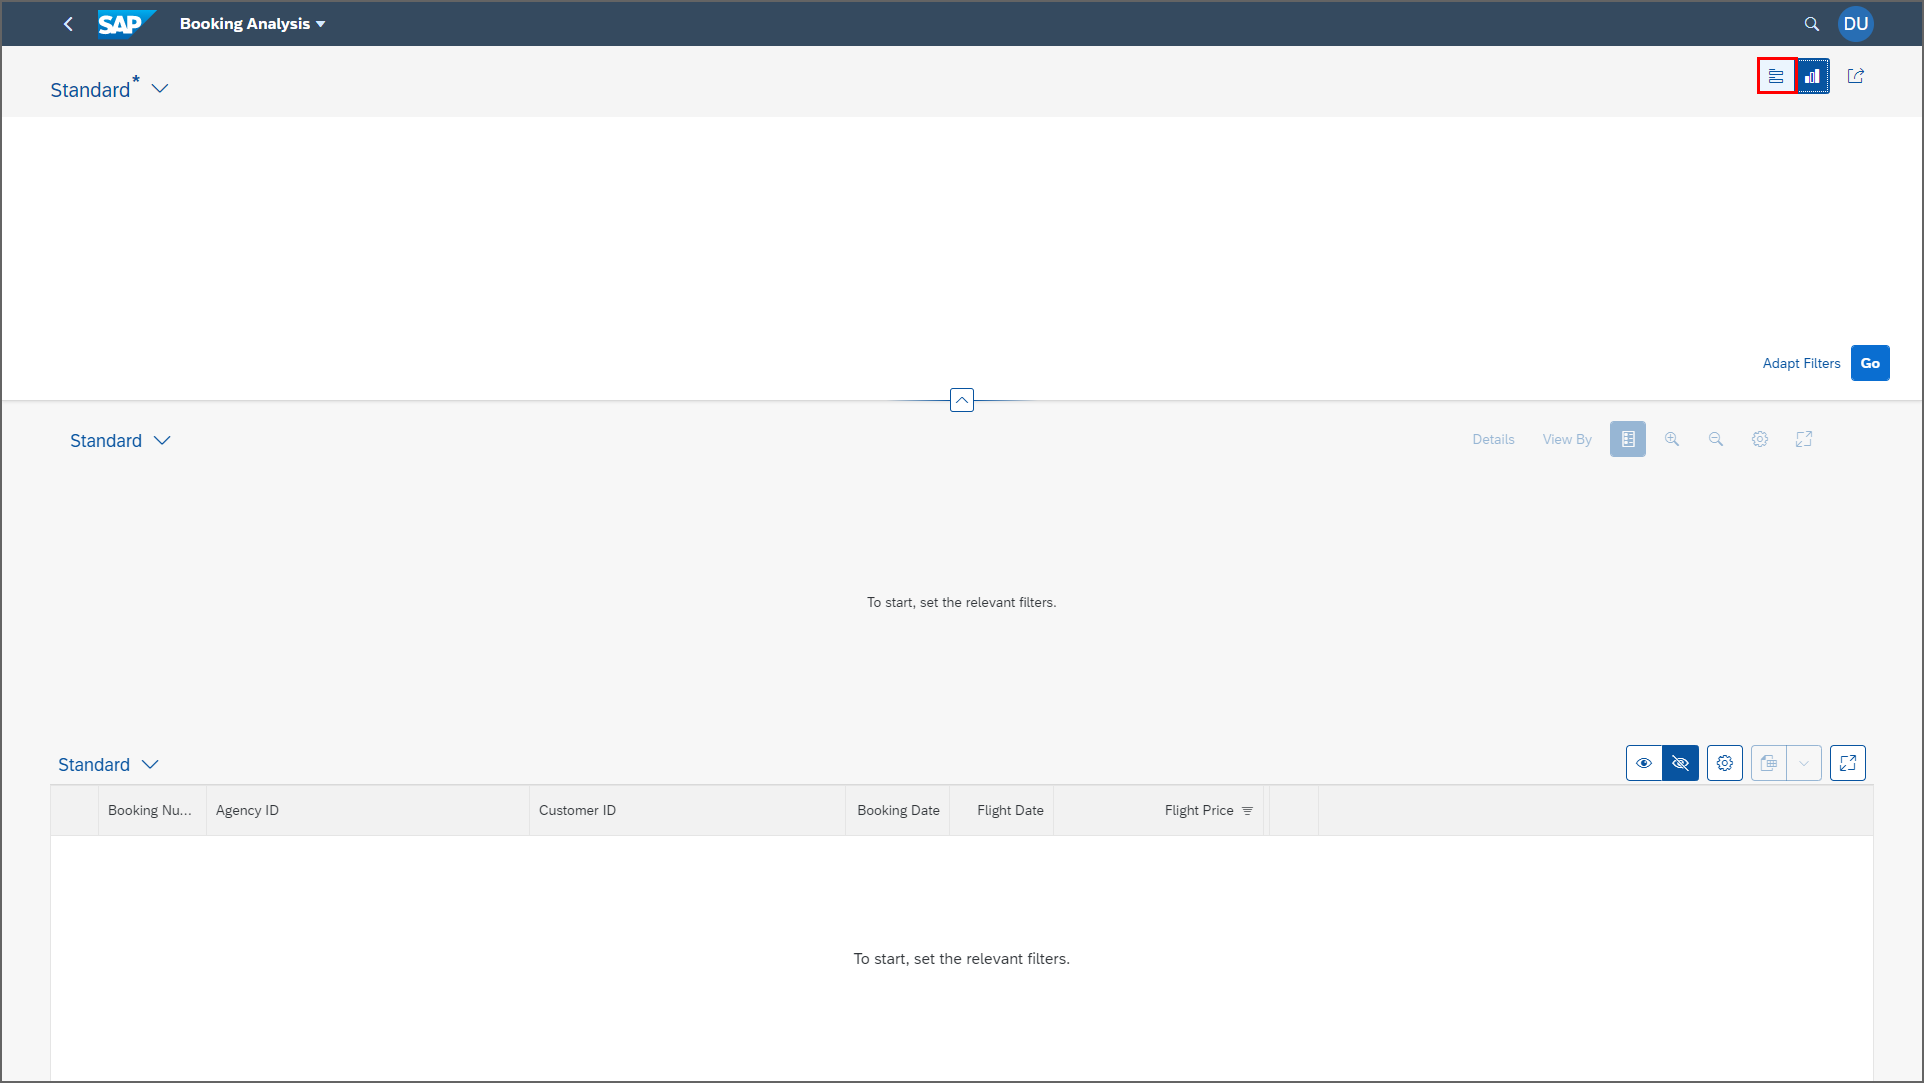 SAP
Booking Analysis
DU
Standard*
Adapt Filters
Go
Standard
Details
View By
To start, set the relevant filters.
Standard
Booking Nu...
Agency ID
Customer ID
Booking Date
Flight Date
Flight Price
To start, set the relevant filters.